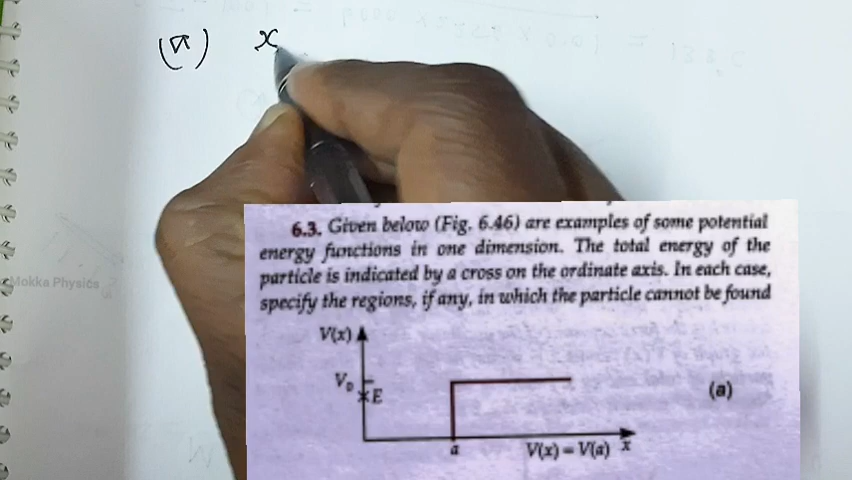 (a) x
6.3. Given below (Fig. 6.46) are examples of some potential
energy functions in one dimension. The total energy of the
particle is indicated by a cross on the ordinate axis. In each case,
specify the regions, if any, in which the particle cannot be found
V(x)
V₀
E
(a)
a
V(x) = V(a) x
Mokka Physics